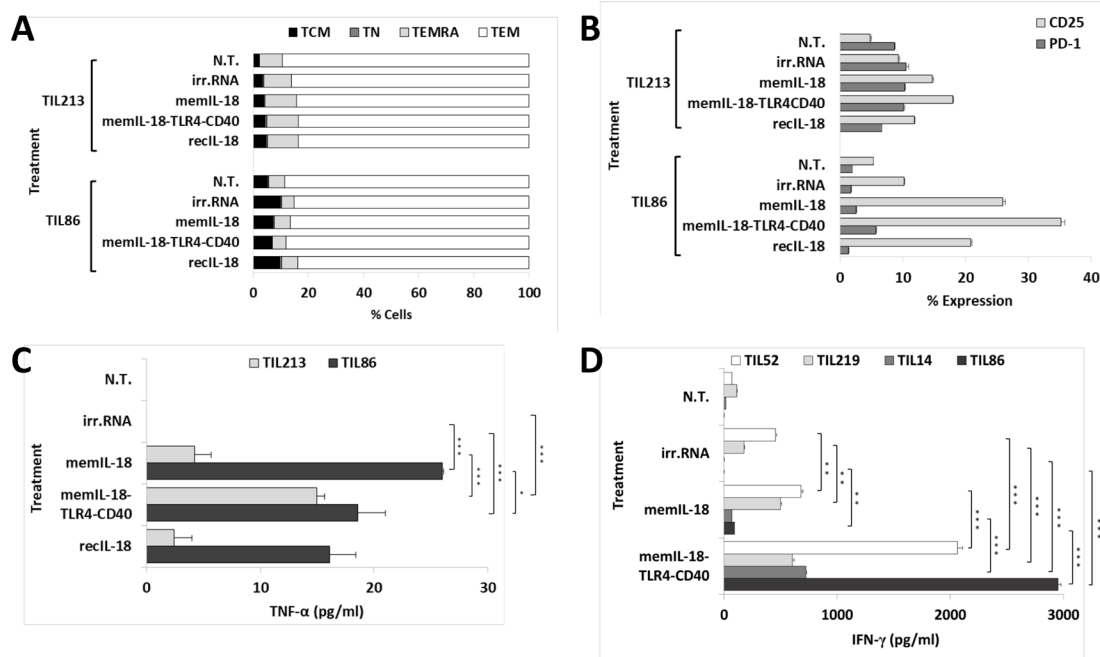 A
TCM TN TEMRA TEM
Treatment
TIL213
N.T.
irr.RNA
memIL-18
memIL-18-TLR4-CD40
recIL-18
TIL86
N.T.
irr.RNA
memIL-18
memIL-18-TLR4-CD40
recIL-18
0 20 40 60 80 100
% Cells
B
CD25
PD-1
Treatment
TIL213
N.T.
irr.RNA
memIL-18
memIL-18-TLR4CD40
recIL-18
TIL86
N.T.
irr.RNA
memIL-18
memIL-18-TLR4-CD40
recIL-18
0 10 20 30 40
% Expression
C
TIL213 TIL86
Treatment
N.T.
irr.RNA
memIL-18
memIL-18-
TLR4-CD40
recIL-18
*** *** *** * ***
0 10 20 30
TNF-α (pg/ml)
D
TIL52 TIL219 TIL14 TIL86
Treatment
N.T.
irr.RNA
memIL-18
memIL-18-
TLR4-CD40
** ** ** *** *** *** *** *** *** ***
0 1000 2000 3000
IFN-γ (pg/ml)